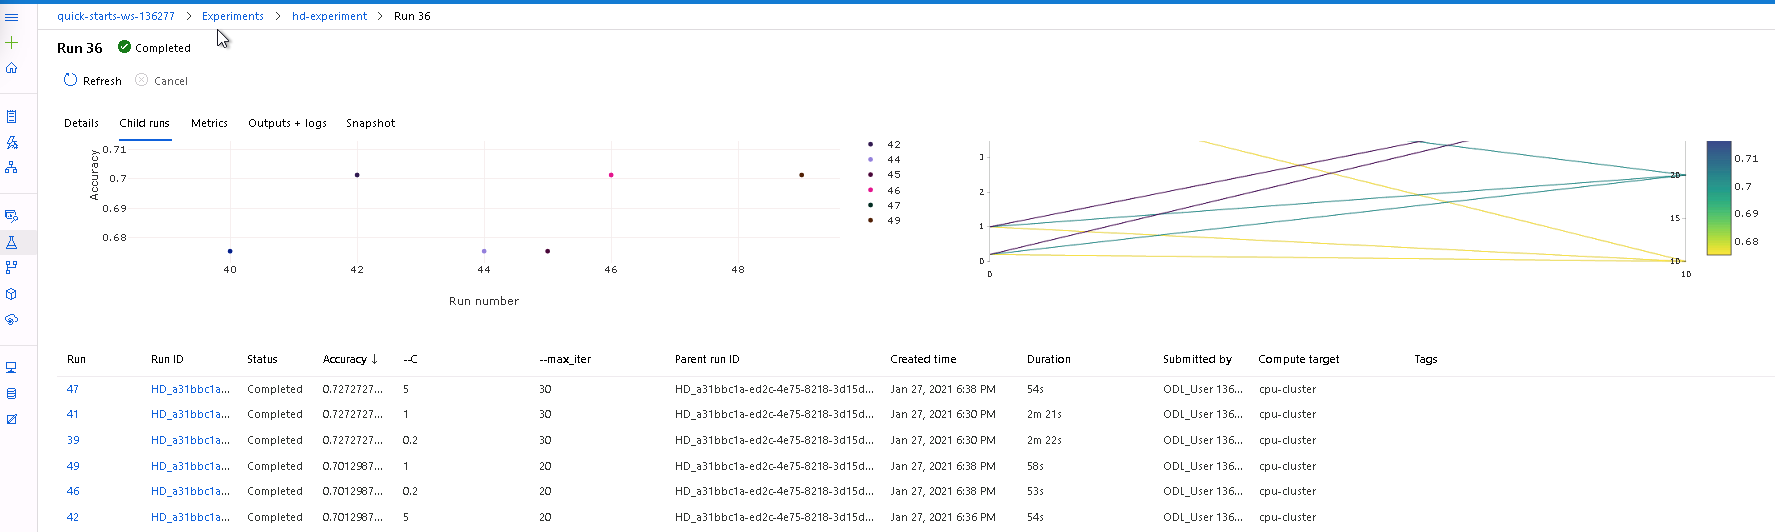 quick-starts-ws-136277 > Experiments > hd-experiment > Run 36
Run 36 Completed
Refresh Cancel
Details Child runs Metrics Outputs + logs Snapshot
Accuracy
0.71
0.7
0.69
0.68
40 42 44 46 48
Run number
42
44
45
46
47
49
3
2
1
0
0
20
15
10
10
0.71
0.7
0.69
0.68
Run Run ID Status Accuracy ↓ --C --max_iter Parent run ID Created time Duration Submitted by Compute target Tags
47 HD_a31bbc1a... Completed 0.7272727... 5 30 HD_a31bbc1a-ed2c-4e75-8218-3d15d... Jan 27, 2021 6:38 PM 54s ODL_User 136... cpu-cluster
41 HD_a31bbc1a... Completed 0.7272727... 1 30 HD_a31bbc1a-ed2c-4e75-8218-3d15d... Jan 27, 2021 6:30 PM 2m 21s ODL_User 136... cpu-cluster
39 HD_a31bbc1a... Completed 0.7272727... 0.2 30 HD_a31bbc1a-ed2c-4e75-8218-3d15d... Jan 27, 2021 6:30 PM 2m 22s ODL_User 136... cpu-cluster
49 HD_a31bbc1a... Completed 0.7012987... 1 20 HD_a31bbc1a-ed2c-4e75-8218-3d15d... Jan 27, 2021 6:38 PM 58s ODL_User 136... cpu-cluster
46 HD_a31bbc1a... Completed 0.7012987... 0.2 20 HD_a31bbc1a-ed2c-4e75-8218-3d15d... Jan 27, 2021 6:38 PM 53s ODL_User 136... cpu-cluster
42 HD_a31bbc1a... Completed 0.7012987... 5 20 HD_a31bbc1a-ed2c-4e75-8218-3d15d... Jan 27, 2021 6:36 PM 54s ODL_User 136... cpu-cluster